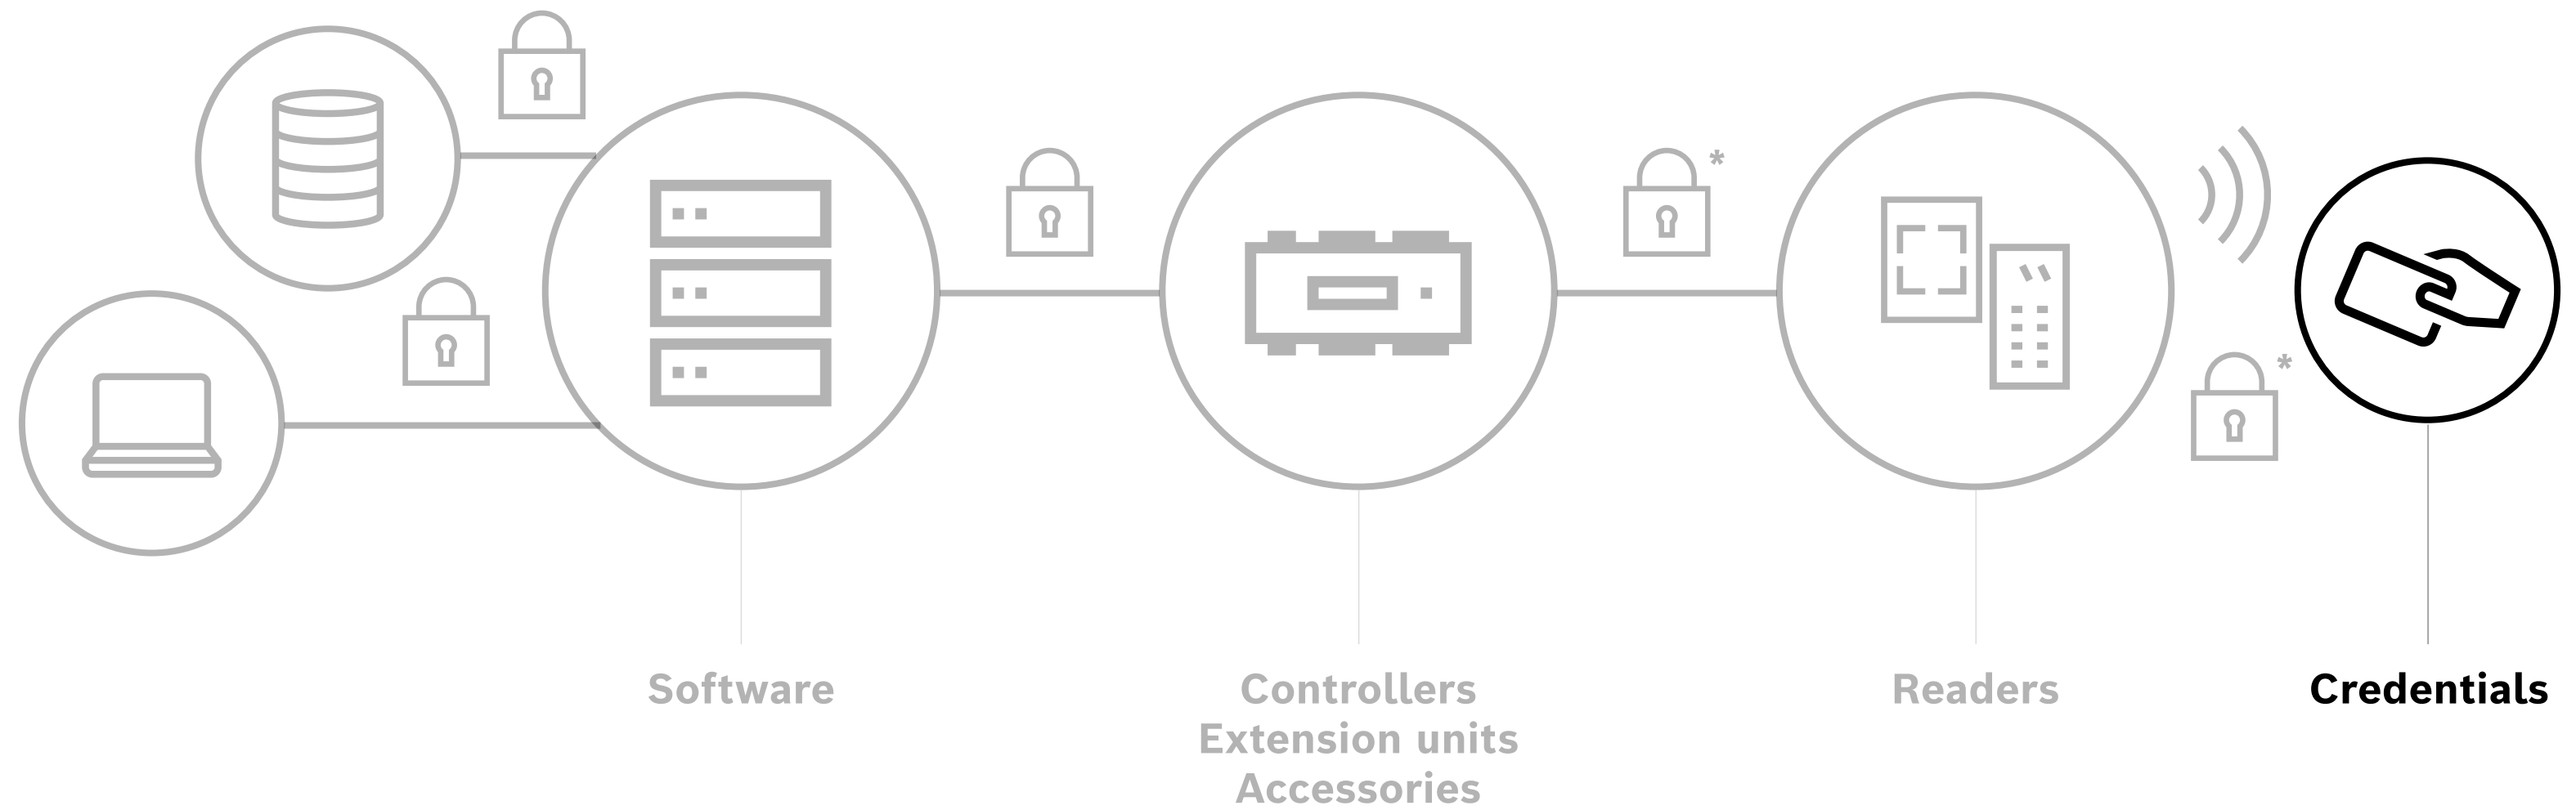 *
*
Software
Controllers
Extension units
Accessories
Readers
Credentials